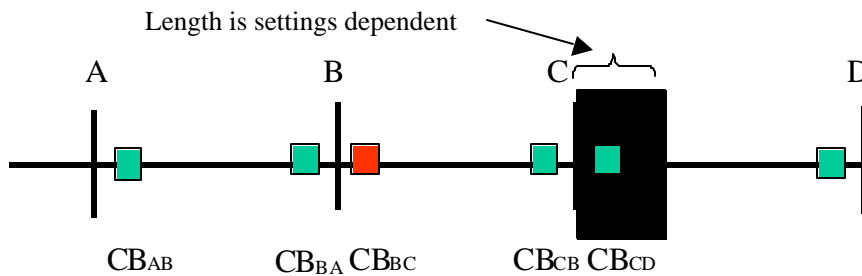 Length is settings dependent
A B C D
CBAB CBBA CBBC CBCB CBCD